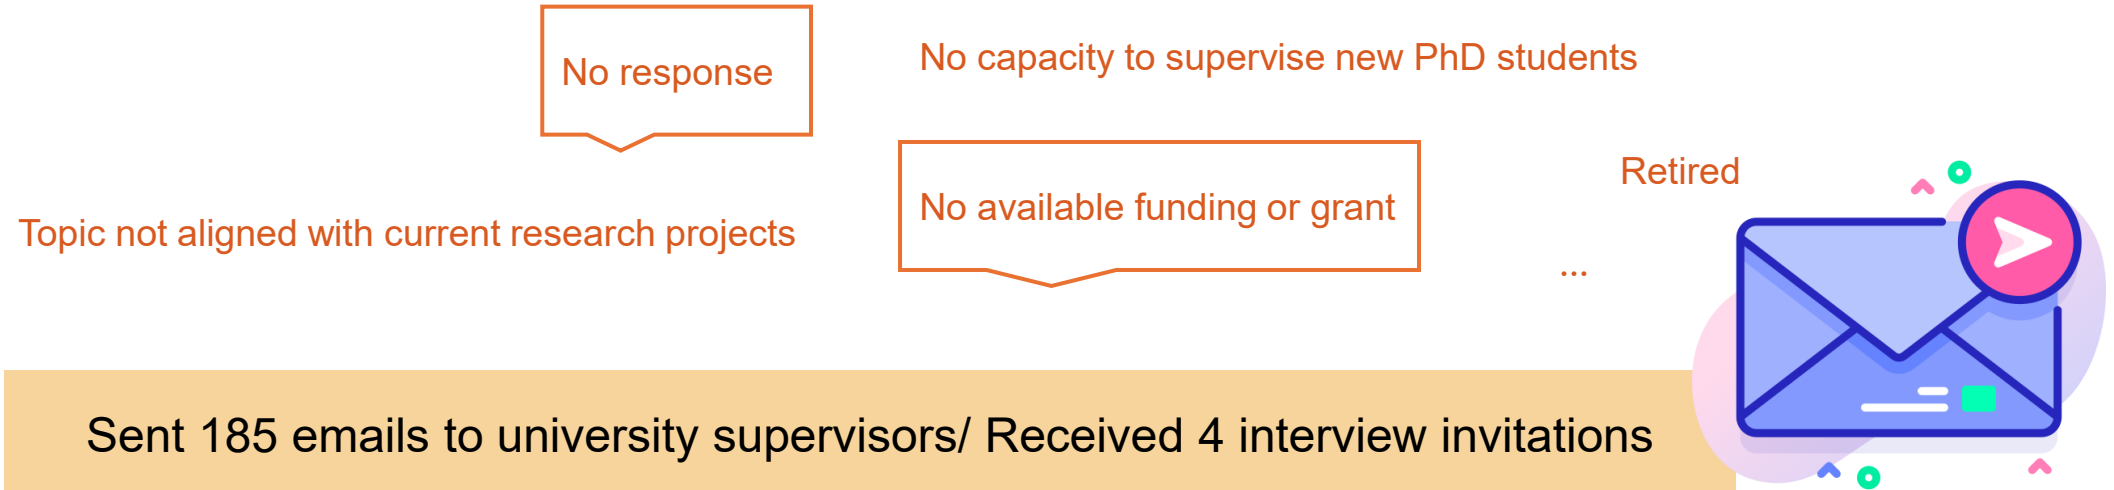 No response
No capacity to supervise new PhD students
Retired
Topic not aligned with current research projects
No available funding or grant
...
Sent 185 emails to university supervisors/ Received 4 interview invitations